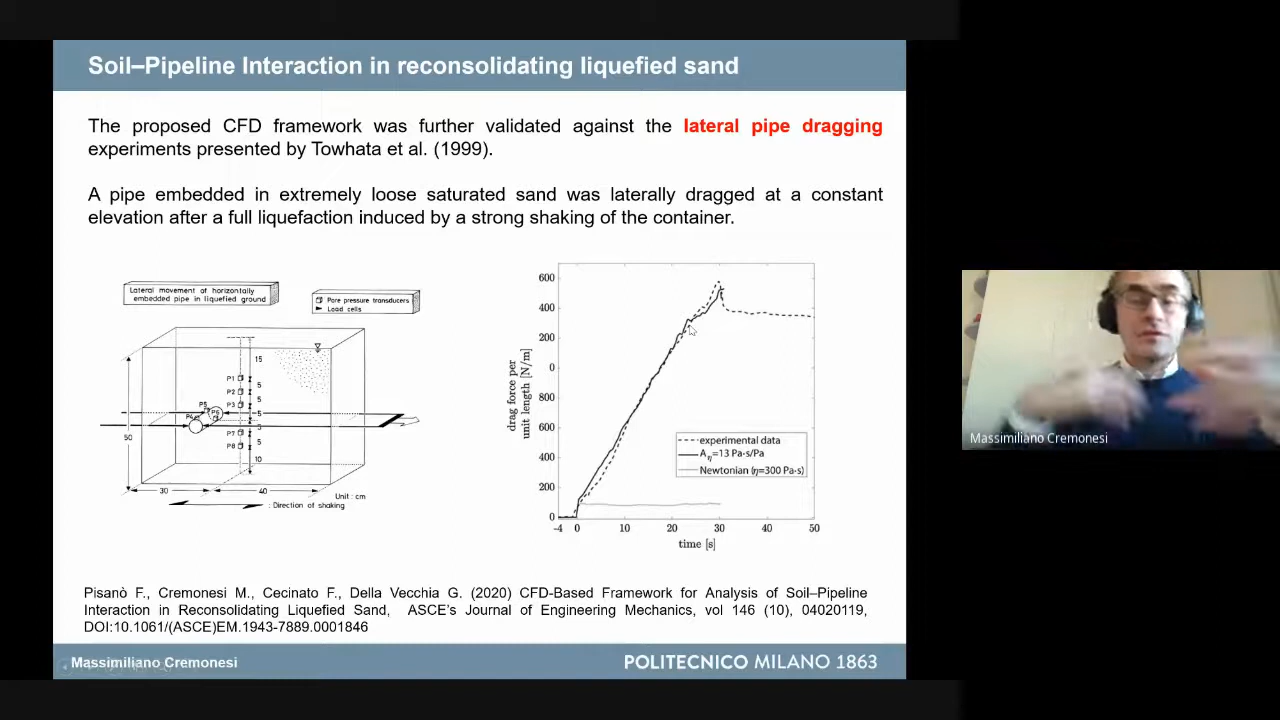 Soil–Pipeline Interaction in reconsolidating liquefied sand
The proposed CFD framework was further validated against the lateral pipe dragging
experiments presented by Towhata et al. (1999).
A pipe embedded in extremely loose saturated sand was laterally dragged at a constant
elevation after a full liquefaction induced by a strong shaking of the container.
Lateral movement of horizontally
embedded pipe in liquefied ground
Pore pressure transducers
Load cells
15
P1
5
P2
5
P3
P5
5
P4
P6
5
P7
5
P8
10
50
30
40
Unit : cm
: Direction of shaking
600
400
200
0
800
600
400
200
0
drag force per
unit length [N/m]
experimental data
Aη=13 Pa·s/Pa
Newtonian (η=300 Pa·s)
-4 0 10 20 30 40 50
time [s]
Pisanò F., Cremonesi M., Cecinato F., Della Vecchia G. (2020) CFD-Based Framework for Analysis of Soil–Pipeline
Interaction in Reconsolidating Liquefied Sand, ASCE's Journal of Engineering Mechanics, vol 146 (10), 04020119,
DOI:10.1061/(ASCE)EM.1943-7889.0001846
Massimiliano Cremonesi
POLITECNICO MILANO 1863
Massimiliano Cremonesi